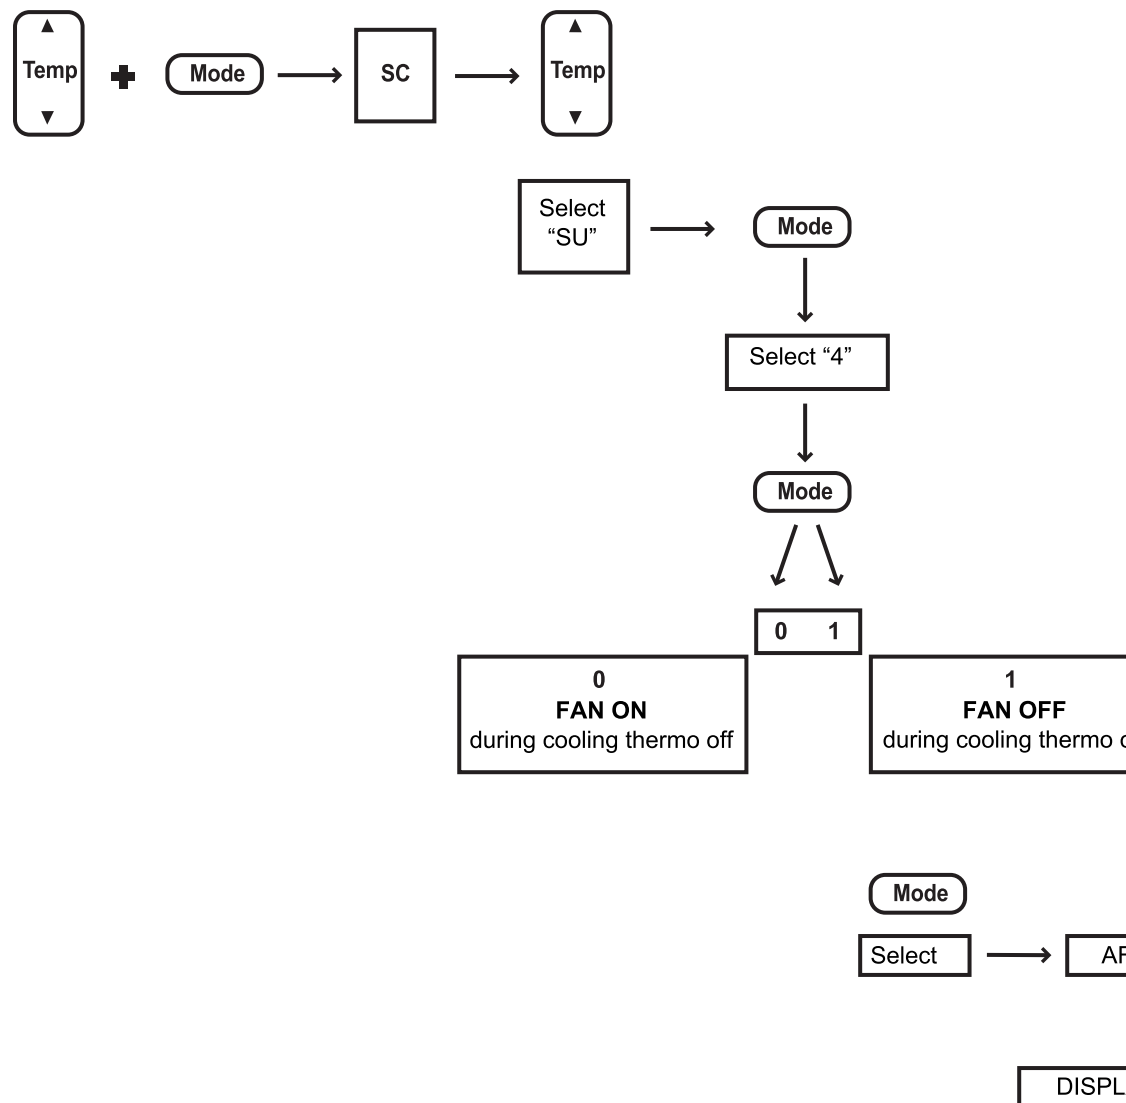 ▲
Temp
▼
+
Mode
SC
▲
Temp
▼
Select
“SU”
Mode
Select “4”
Mode
0 1
0
FAN ON
during cooling thermo off
1
FAN OFF
during cooling thermo
Mode
Select